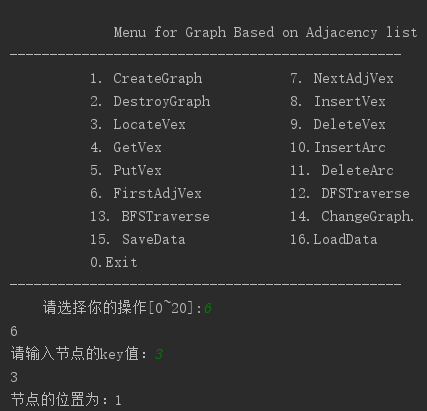 Menu for Graph Based on Adjacency list
-------------------------------------------------
1. CreateGraph 7. NextAdjVex
2. DestroyGraph 8. InsertVex
3. LocateVex 9. DeleteVex
4. GetVex 10.InsertArc
5. PutVex 11. DeleteArc
6. FirstAdjVex 12. DFSTraverse
13. BFSTraverse 14. ChangeGraph.
15. SaveData 16.LoadData
0.Exit
-------------------------------------------------
请选择你的操作[0~20]:6
6
请输入节点的key值：3
3
节点的位置为：1